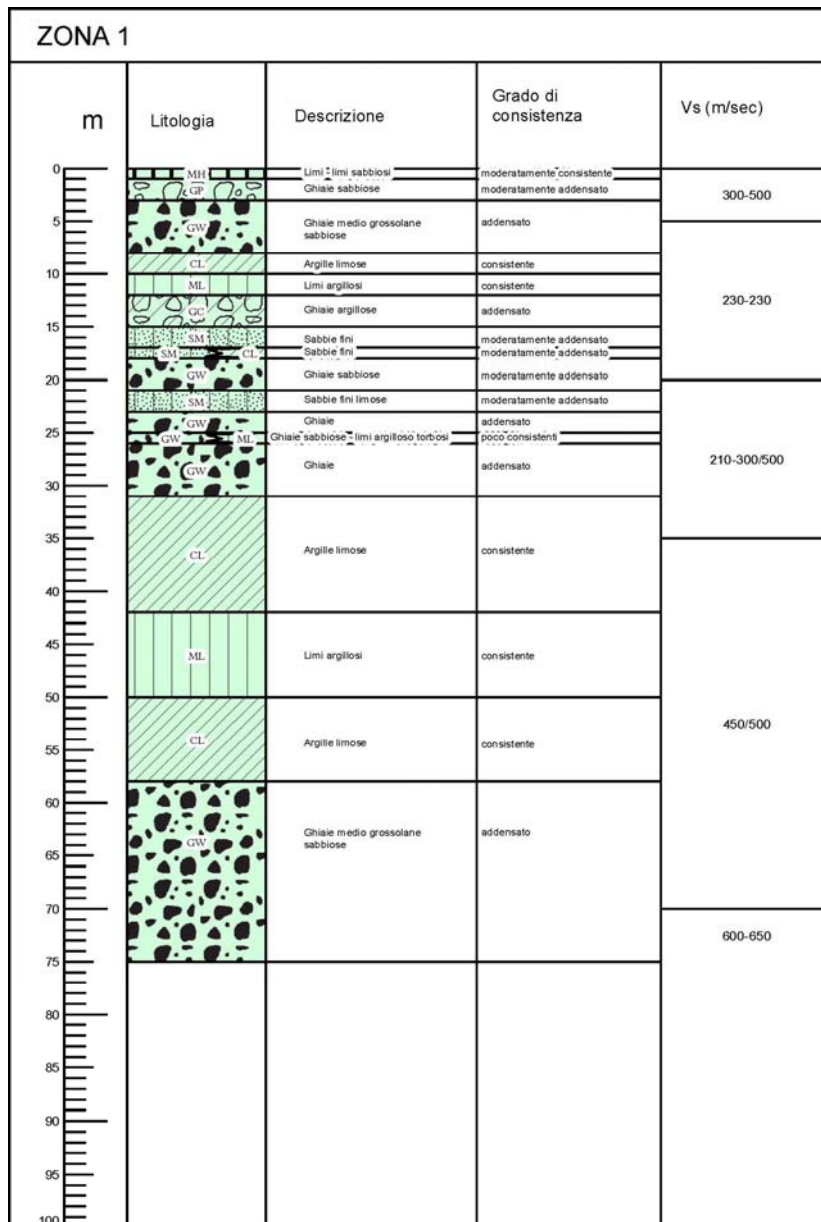 ZONA 1
m
Litologia
Descrizione
Grado di
consistenza
Vs (m/sec)
0
MH
Limi - limi sabbiosi
moderatamente consistente
GP
Ghiaie sabbiose
moderatamente addensato
300-500
5
GW
Ghiaie medio grossolane
sabbiose
addensato
CL
Argille limose
consistente
10
ML
Limi argillosi
consistente
230-230
GC
Ghiaie argillose
addensato
15
SM
Sabbie fini
moderatamente addensato
SM
CL
Sabbie fini
moderatamente addensato
GW
Ghiaie sabbiose
moderatamente addensato
20
SM
Sabbie fini limose
moderatamente addensato
GW
Ghiaie
addensato
25
GW
ML
Ghiaie sabbiose - limi argilloso torbosi
poco consistenti
GW
Ghiaie
addensato
210-300/500
30
35
CL
Argille limose
consistente
40
45
ML
Limi argillosi
consistente
50
450/500
CL
Argille limose
consistente
55
60
GW
Ghiaie medio grossolane
sabbiose
addensato
65
70
600-650
75
80
85
90
95
100